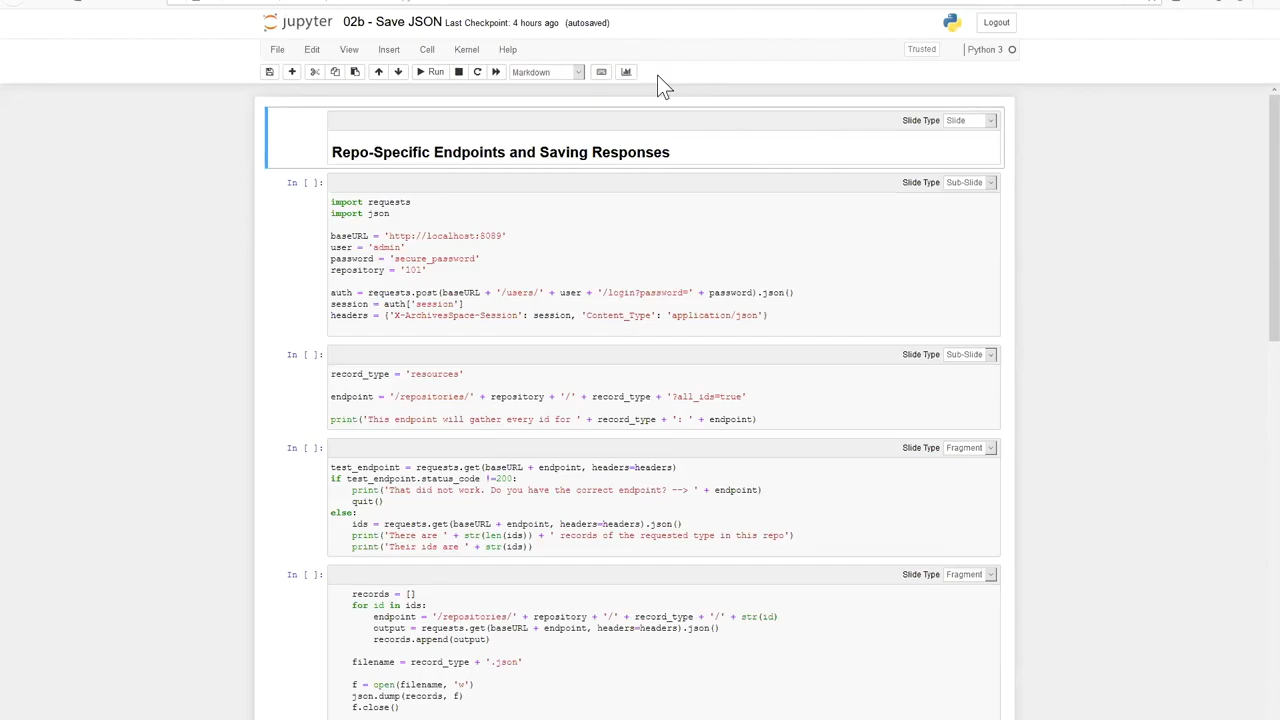 jupyter 02b - Save JSON Last Checkpoint: 4 hours ago (autosaved) Logout
File Edit View Insert Cell Kernel Help Trusted Python 3
Run Markdown
Slide Type Slide
Repo-Specific Endpoints and Saving Responses
In [ ]: Slide Type Sub-Slide
import requests
import json
baseURL = 'http://localhost:8089'
user = 'admin'
password = 'secure_password'
repository = '101'
auth = requests.post(baseURL + '/users/' + user + '/login?password=' + password).json()
session = auth['session']
headers = {'X-ArchivesSpace-Session': session, 'Content_Type': 'application/json'}
In [ ]: Slide Type Sub-Slide
record_type = 'resources'
endpoint = '/repositories/' + repository + '/' + record_type + '?all_ids=true'
print('This endpoint will gather every id for ' + record_type + ': ' + endpoint)
In [ ]: Slide Type Fragment
test_endpoint = requests.get(baseURL + endpoint, headers=headers)
if test_endpoint.status_code !=200:
    print('That did not work. Do you have the correct endpoint? --> ' + endpoint)
    quit()
else:
    ids = requests.get(baseURL + endpoint, headers=headers).json()
    print('There are ' + str(len(ids)) + ' records of the requested type in this repo')
    print('Their ids are ' + str(ids))
In [ ]: Slide Type Fragment
    records = []
    for id in ids:
        endpoint = '/repositories/' + repository + '/' + record_type + '/' + str(id)
        output = requests.get(baseURL + endpoint, headers=headers).json()
        records.append(output)
    filename = record_type + '.json'
    f = open(filename, 'w')
    json.dump(records, f)
    f.close()